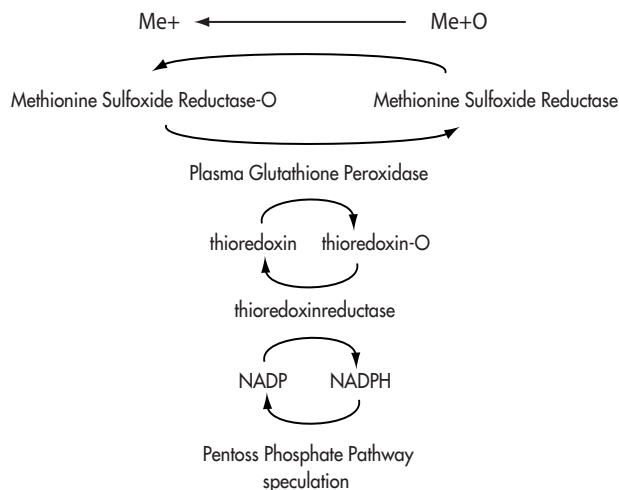 Me+ Me+O
Methionine Sulfoxide Reductase-O Methionine Sulfoxide Reductase
Plasma Glutathione Peroxidase
thioredoxin thioredoxin-O
thioredoxinreductase
NADP NADPH
Pentoss Phosphate Pathway
speculation